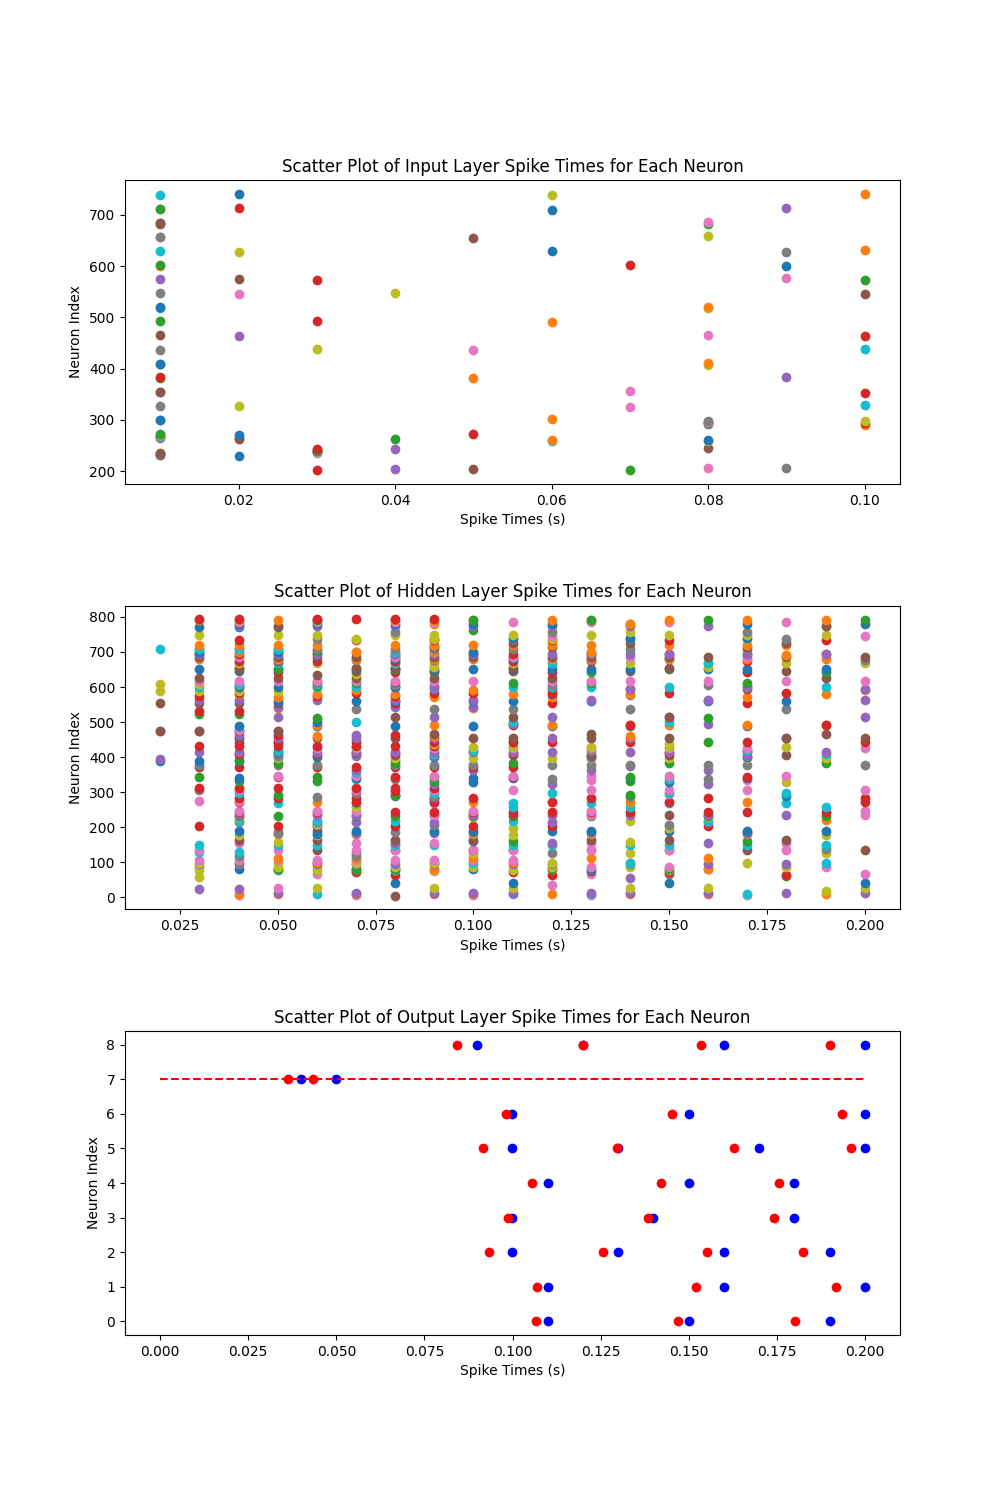 Scatter Plot of Input Layer Spike Times for Each Neuron
Neuron Index
700
600
500
400
300
200
0.02 0.04 0.06 0.08 0.10
Spike Times (s)
Scatter Plot of Hidden Layer Spike Times for Each Neuron
Neuron Index
800
700
600
500
400
300
200
100
0
0.025 0.050 0.075 0.100 0.125 0.150 0.175 0.200
Spike Times (s)
Scatter Plot of Output Layer Spike Times for Each Neuron
Neuron Index
8
7
6
5
4
3
2
1
0
0.000 0.025 0.050 0.075 0.100 0.125 0.150 0.175 0.200
Spike Times (s)